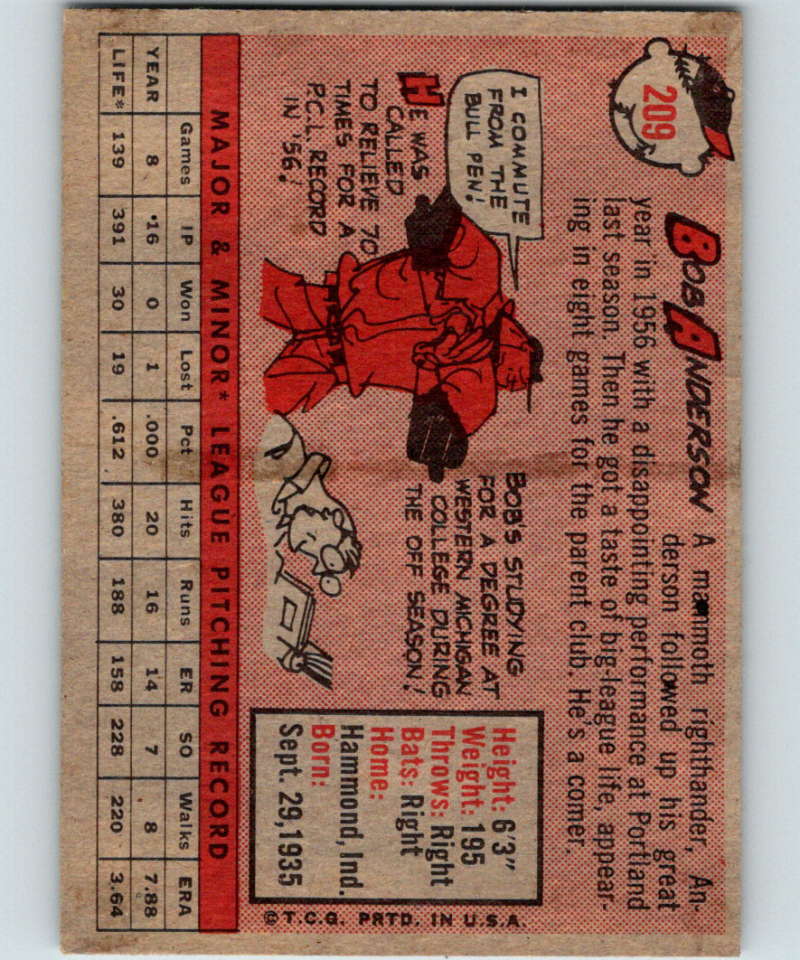 209
BOB ANDERSON A mammoth righthander, An-
derson followed up his great
year in 1956 with a disappointing performance at Portland
last season. Then he got a taste of big-league life, appear-
ing in eight games for the parent club. He's a comer.
I COMMUTE
FROM THE
BULL PEN!
HE WAS
CALLED
TO RELIEVE 70
TIMES FOR A
P.C.L. RECORD
IN '56!
BOB'S STUDYING
FOR A DEGREE AT
WESTERN MICHIGAN
COLLEGE DURING
THE OFF SEASON!
Height: 6'3"
Weight: 195
Throws: Right
Bats: Right
Home:
Hammond, Ind.
Born:
Sept. 29, 1935
©T.C.G. PRTD. IN U.S.A.
MAJOR & MINOR* LEAGUE PITCHING RECORD
Games IP Won Lost Pct Hits Runs ER SO Walks ERA
YEAR 8 16 0 1 .000 20 16 14 7 8 7.88
LIFE* 139 391 30 19 .612 380 188 158 228 220 3.64